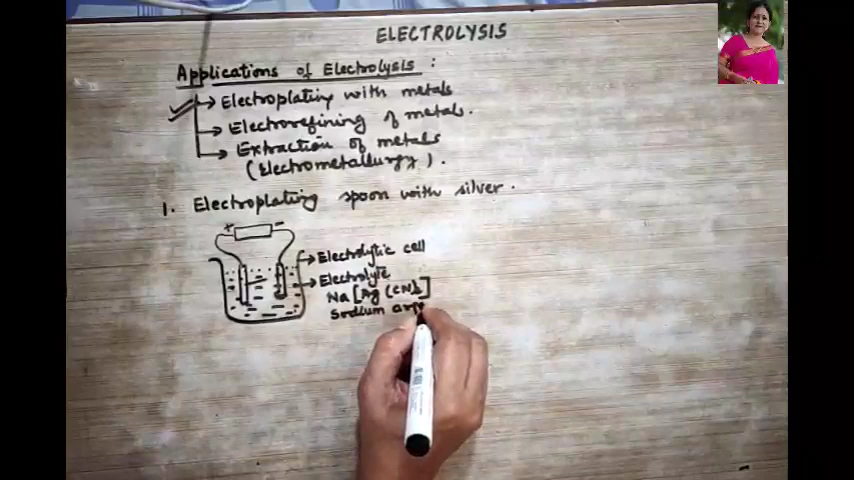 ELECTROLYSIS
Applications of Electrolysis :
Electroplating with metals
Electrorefining of metals.
Extraction of metals
(Electrometallurgy).
1. Electroplating spoon with silver.
+ -
Electrolytic cell
Electrolyte
Na[Ag(CN)2]
Sodium